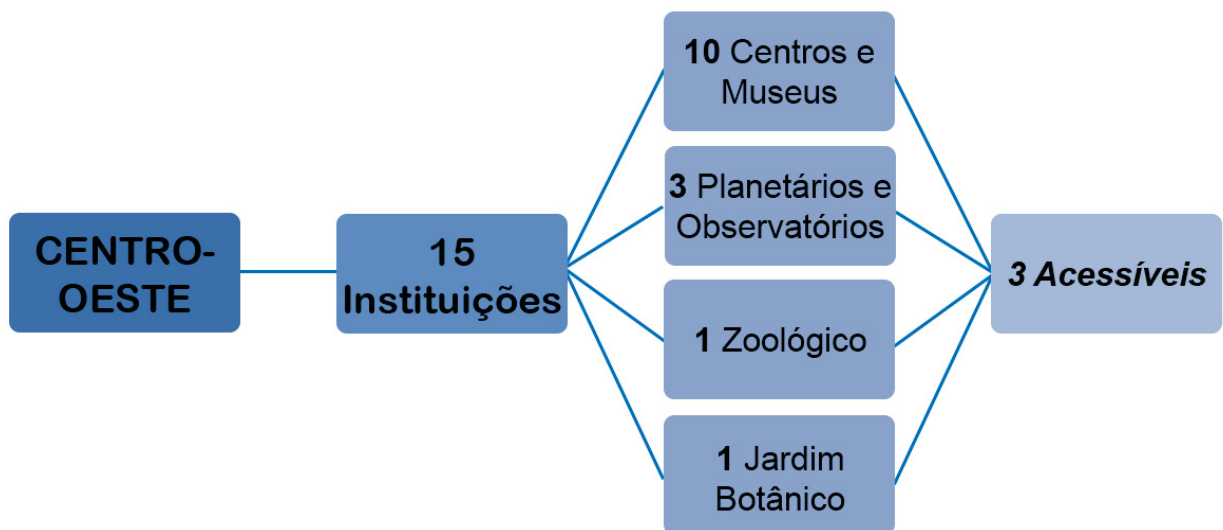 CENTRO-
OESTE
15
Instituições
10 Centros e
Museus
3 Planetários e
Observatórios
1 Zoológico
1 Jardim
Botânico
3 Acessíveis